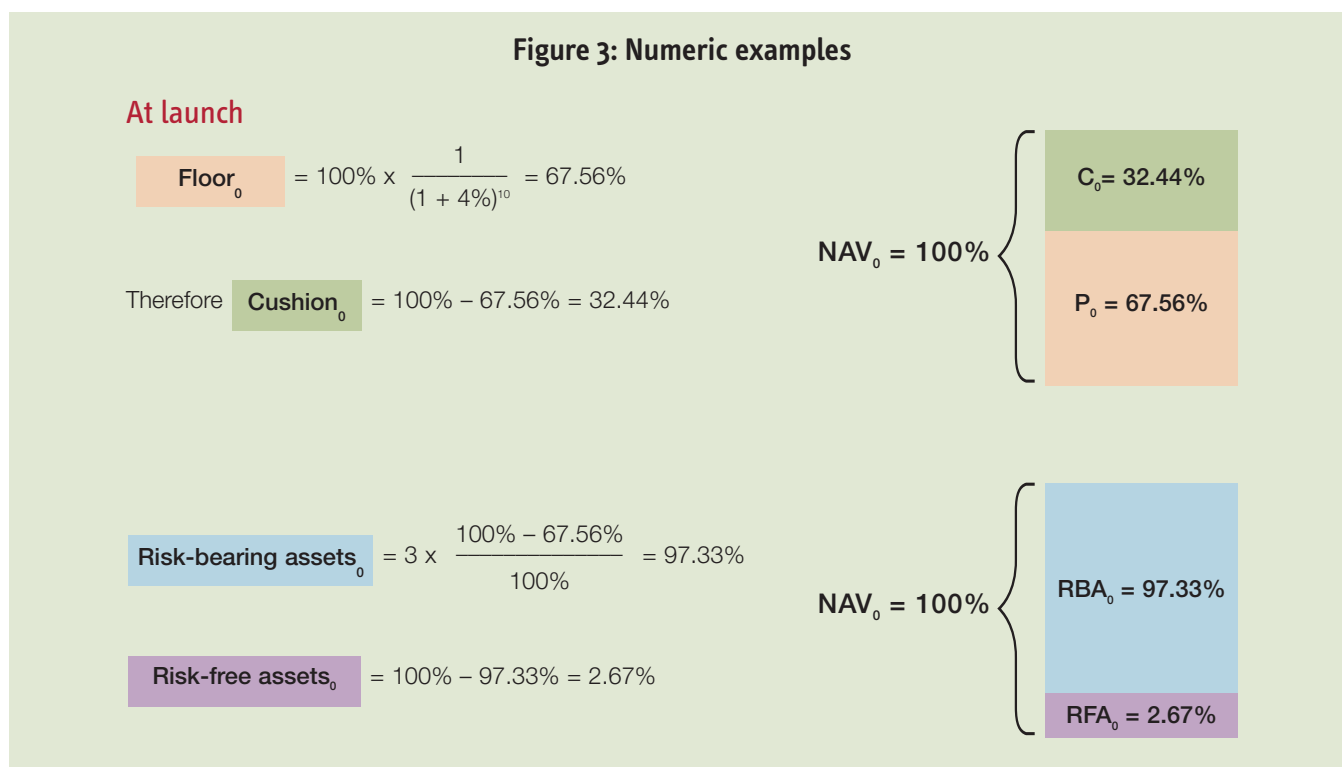 Figure 3: Numeric examples
At launch
Floor₀ = 100% x 1 / (1 + 4%)¹⁰ = 67.56%
Therefore Cushion₀ = 100% – 67.56% = 32.44%
NAV₀ = 100%
C₀= 32.44%
P₀ = 67.56%
Risk-bearing assets₀ = 3 x 100% – 67.56% / 100% = 97.33%
Risk-free assets₀ = 100% – 97.33% = 2.67%
NAV₀ = 100%
RBA₀ = 97.33%
RFA₀ = 2.67%